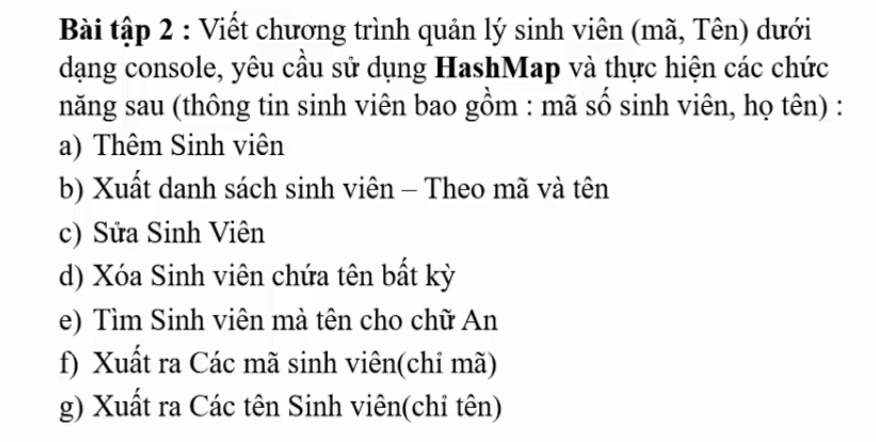 Bài tập 2 : Viết chương trình quản lý sinh viên (mã, Tên) dưới
dạng console, yêu cầu sử dụng HashMap và thực hiện các chức
năng sau (thông tin sinh viên bao gồm : mã số sinh viên, họ tên) :
a) Thêm Sinh viên
b) Xuất danh sách sinh viên – Theo mã và tên
c) Sửa Sinh Viên
d) Xóa Sinh viên chứa tên bất kỳ
e) Tìm Sinh viên mà tên cho chữ An
f) Xuất ra Các mã sinh viên(chỉ mã)
g) Xuất ra Các tên Sinh viên(chỉ tên)